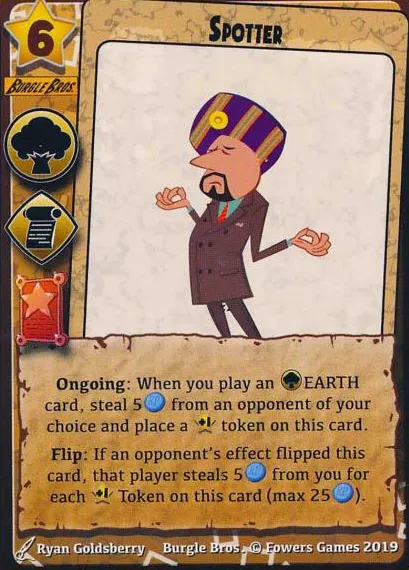 6
SPOTTER
BURGLE BROS.
Ongoing: When you play an EARTH
card, steal 5 from an opponent of your
choice and place a +1 token on this card.
Flip: If an opponent's effect flipped this
card, that player steals 5 from you for
each +1 Token on this card (max 25).
Ryan Goldsberry Burgle Bros. © Fowers Games 2019